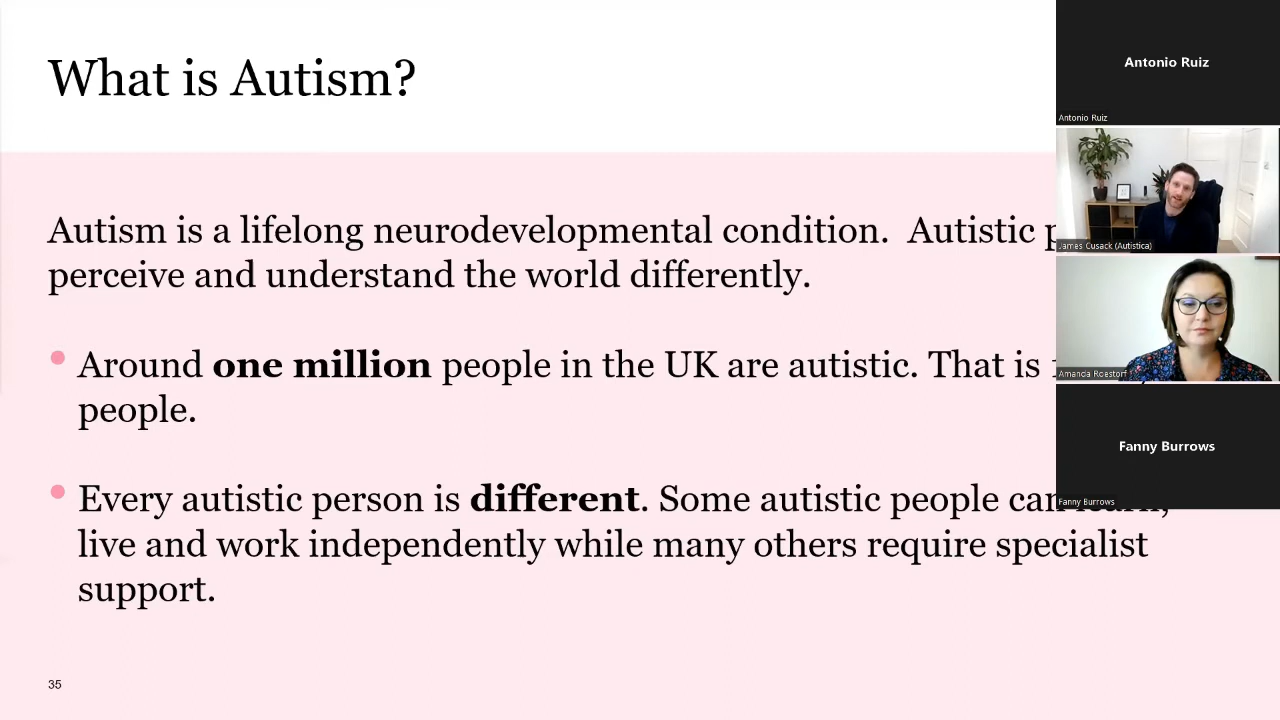 What is Autism?
Autism is a lifelong neurodevelopmental condition.  Autistic
perceive and understand the world differently.
Around one million people in the UK are autistic. That is
people.
Every autistic person is different. Some autistic people can learn,
live and work independently while many others require specialist
support.
35
Antonio Ruiz
Antonio Ruiz
James Cusack (Autistica)
Amanda Roestorf
Fanny Burrows
Fanny Burrows